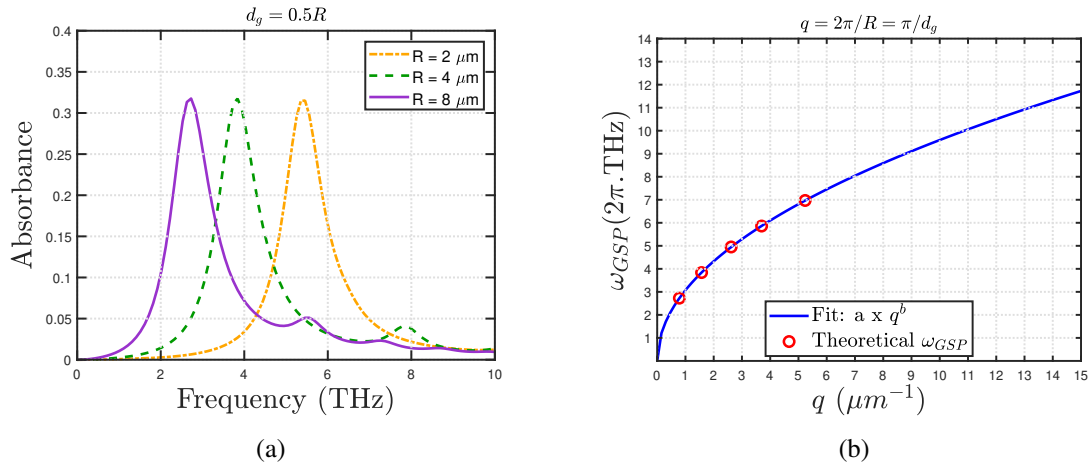 d_g = 0.5R
Absorbance
0.4
0.35
0.3
0.25
0.2
0.15
0.1
0.05
0
R = 2 μm
R = 4 μm
R = 8 μm
0 2 4 6 8 10
Frequency (THz)
(a)
q = 2π/R = π/d_g
ω_GSP(2π.THz)
14
13
12
11
10
9
8
7
6
5
4
3
2
1
Fit: a x q^b
Theoretical ω_GSP
0 1 2 3 4 5 6 7 8 9 10 11 12 13 14 15
q (μm⁻¹)
(b)